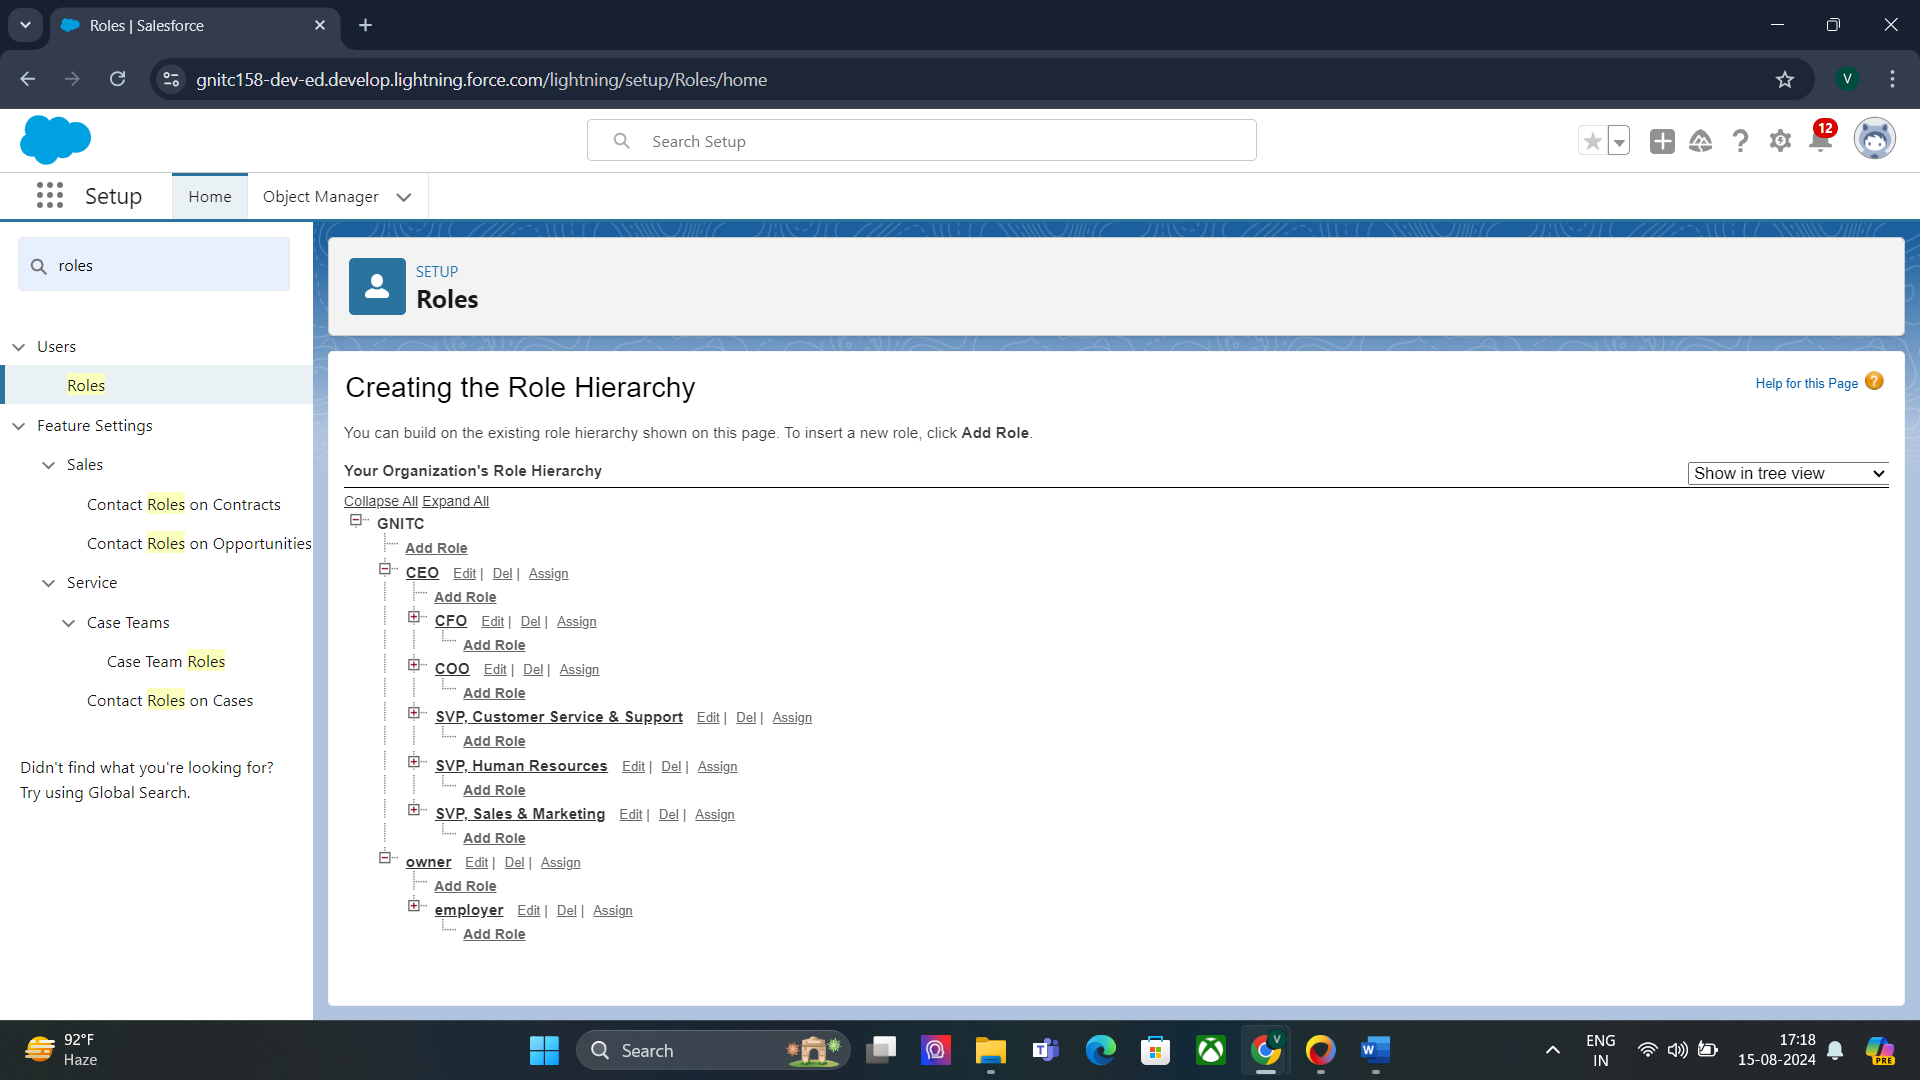 Roles | Salesforce
gnitc158-dev-ed.develop.lightning.force.com/lightning/setup/Roles/home
V
Search Setup
12
Setup
Home
Object Manager
roles
Users
Roles
Feature Settings
Sales
Contact Roles on Contracts
Contact Roles on Opportunities
Service
Case Teams
Case Team Roles
Contact Roles on Cases
Didn't find what you're looking for?
Try using Global Search.
SETUP
Roles
Creating the Role Hierarchy
Help for this Page ?
You can build on the existing role hierarchy shown on this page. To insert a new role, click Add Role.
Your Organization's Role Hierarchy
Show in tree view
Collapse All Expand All
GNITC
Add Role
CEO Edit | Del | Assign
Add Role
CFO Edit | Del | Assign
Add Role
COO Edit | Del | Assign
Add Role
SVP, Customer Service & Support Edit | Del | Assign
Add Role
SVP, Human Resources Edit | Del | Assign
Add Role
SVP, Sales & Marketing Edit | Del | Assign
Add Role
owner Edit | Del | Assign
Add Role
employer Edit | Del | Assign
Add Role
92°F
Haze
Search
V
ENG
IN
17:18
15-08-2024
PRE